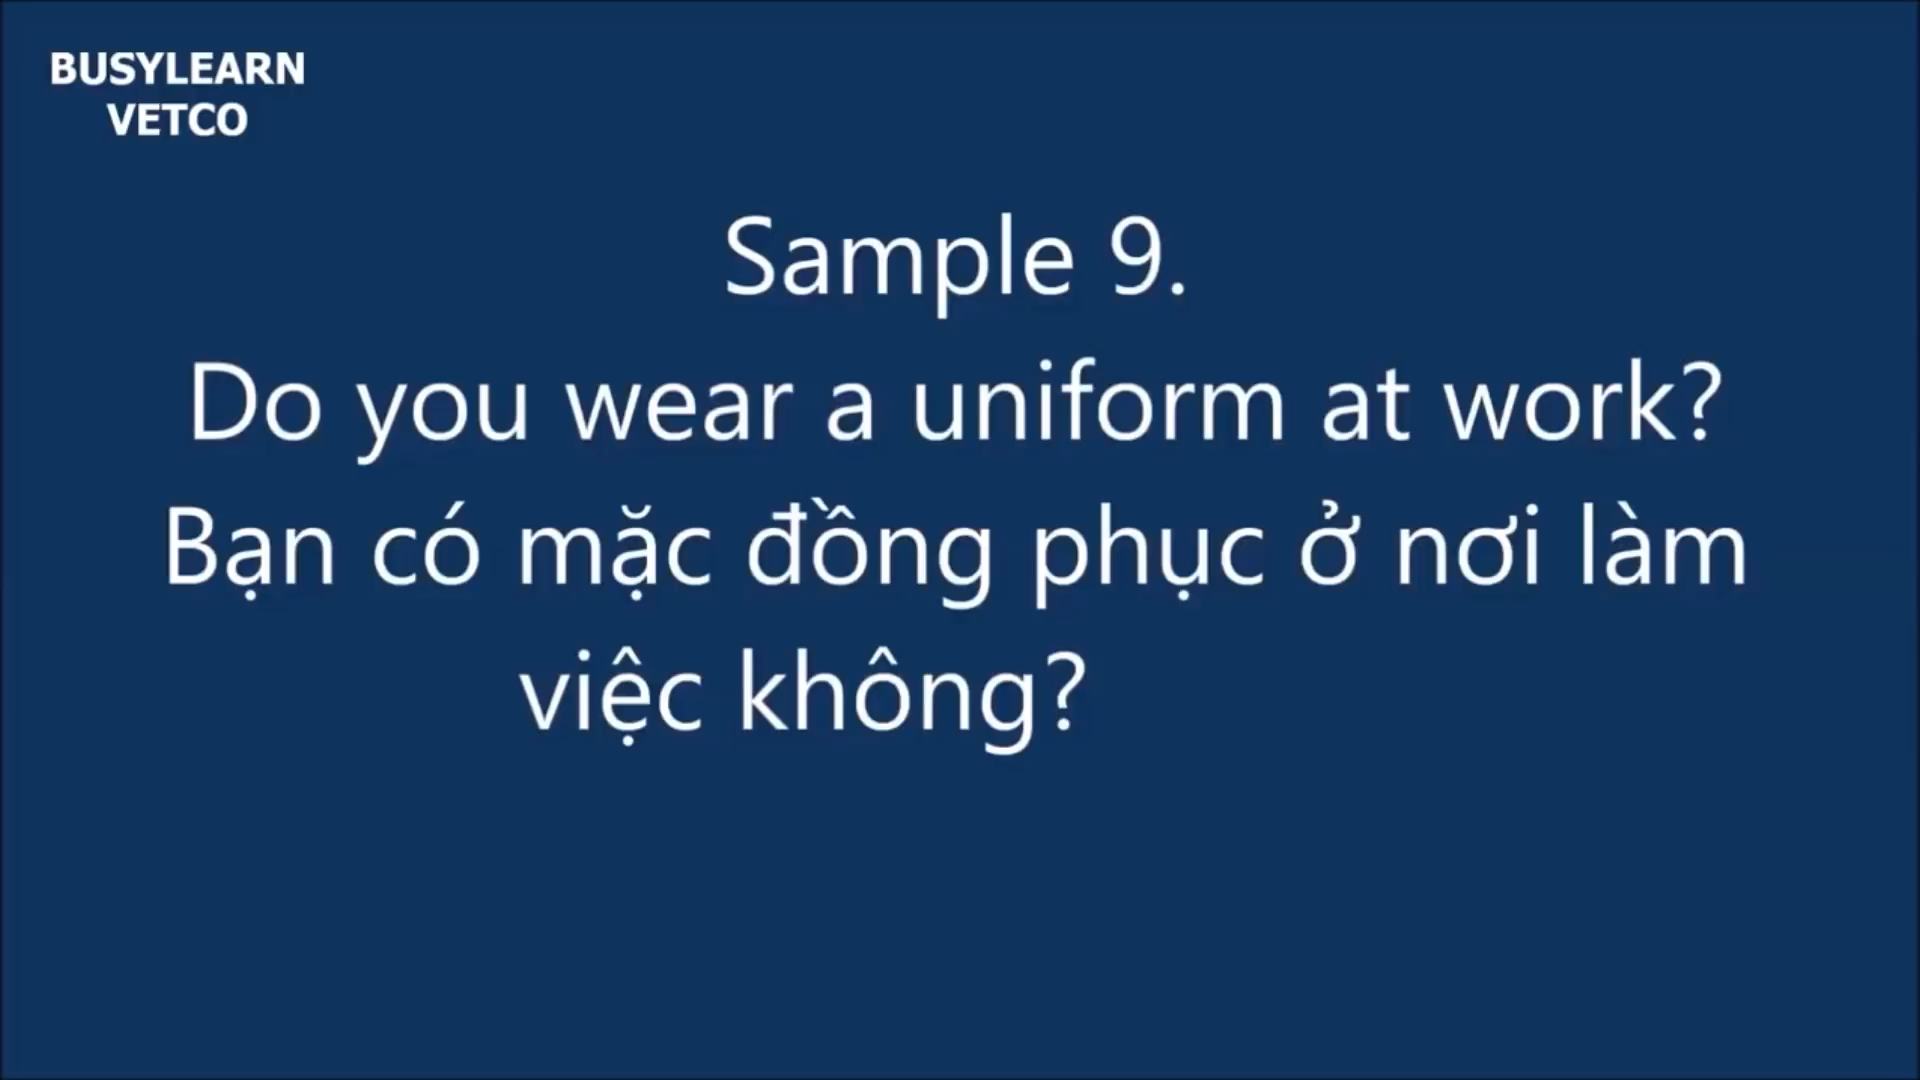 BUSYLEARN
VETCO
Sample 9.
Do you wear a uniform at work?
Bạn có mặc đồng phục ở nơi làm
việc không?